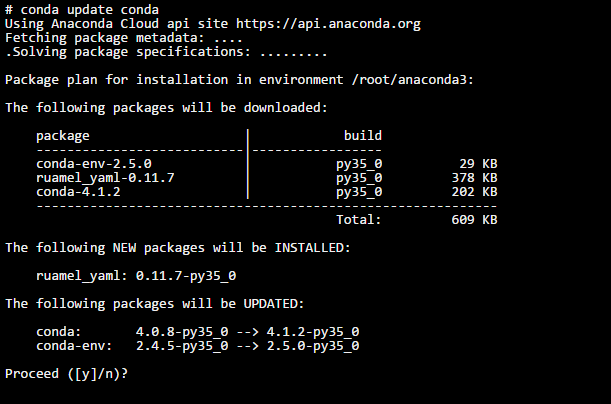 # conda update conda
Using Anaconda Cloud api site https://api.anaconda.org
Fetching package metadata: ....
.Solving package specifications: .........

Package plan for installation in environment /root/anaconda3:

The following packages will be downloaded:

    package                    |            build
    ---------------------------|-----------------
    conda-env-2.5.0            |           py35_0          29 KB
    ruamel_yaml-0.11.7         |           py35_0         378 KB
    conda-4.1.2                |           py35_0         202 KB
    ------------------------------------------------------------
                                           Total:         609 KB

The following NEW packages will be INSTALLED:

    ruamel_yaml: 0.11.7-py35_0

The following packages will be UPDATED:

    conda:       4.0.8-py35_0 --> 4.1.2-py35_0
    conda-env:   2.4.5-py35_0 --> 2.5.0-py35_0

Proceed ([y]/n)?